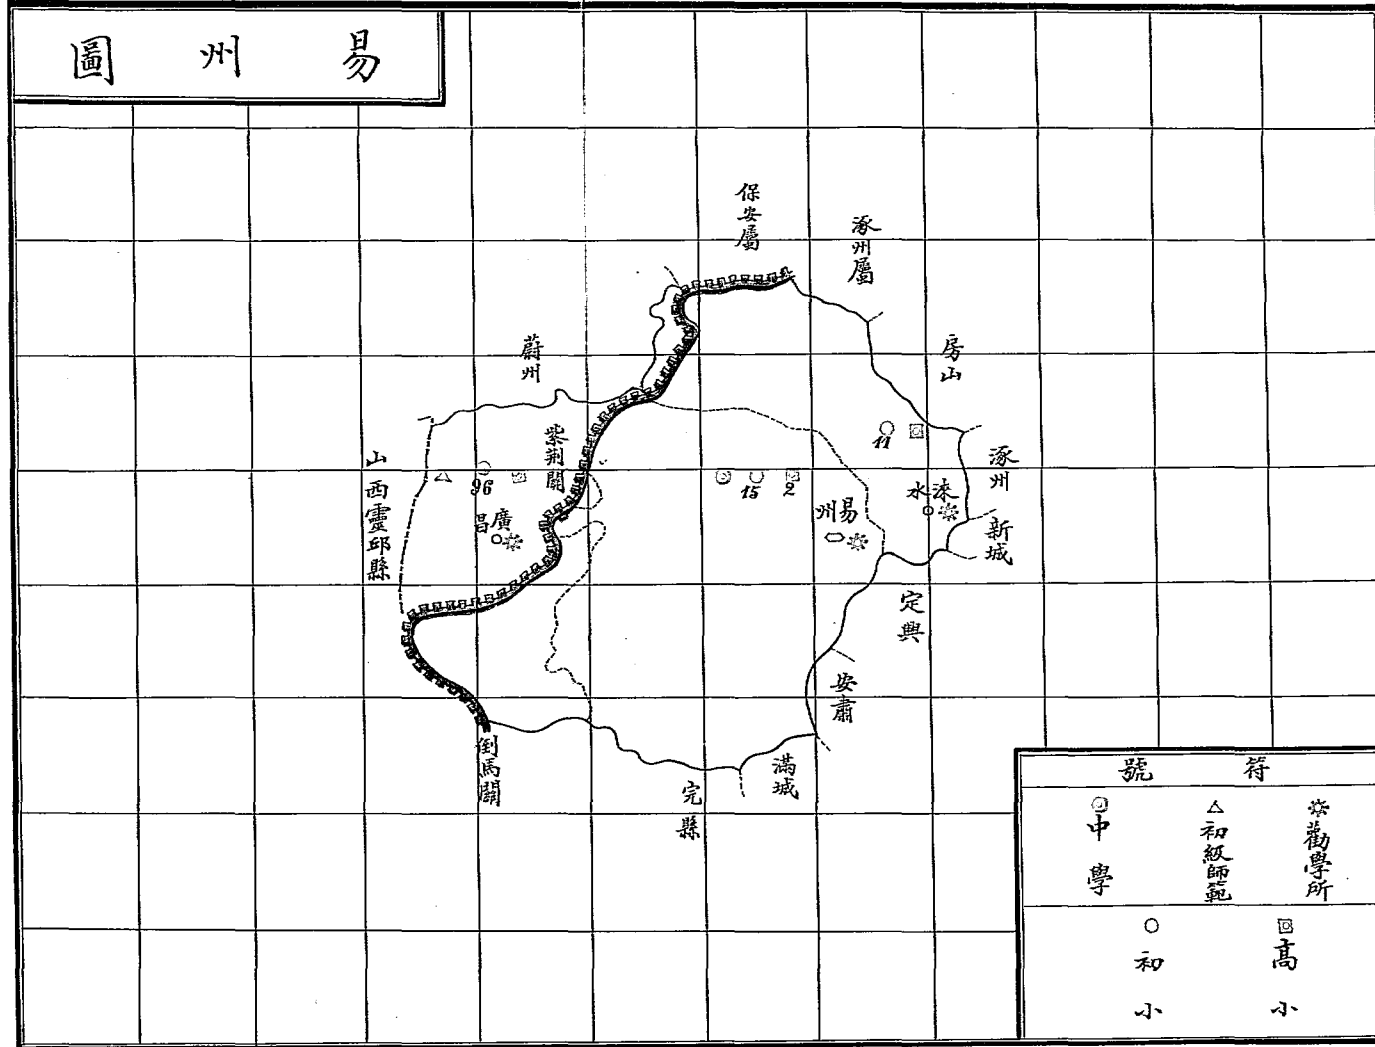 易州圖
保安屬
涿州屬
蔚州
房山
紫荆關
山西靈邱縣
96
廣昌
15
2
易州
11
淶水
涿州
新城
定興
安肅
滿城
完縣
倒馬關
符號
勸學所
初級師範
中學
高小
初小